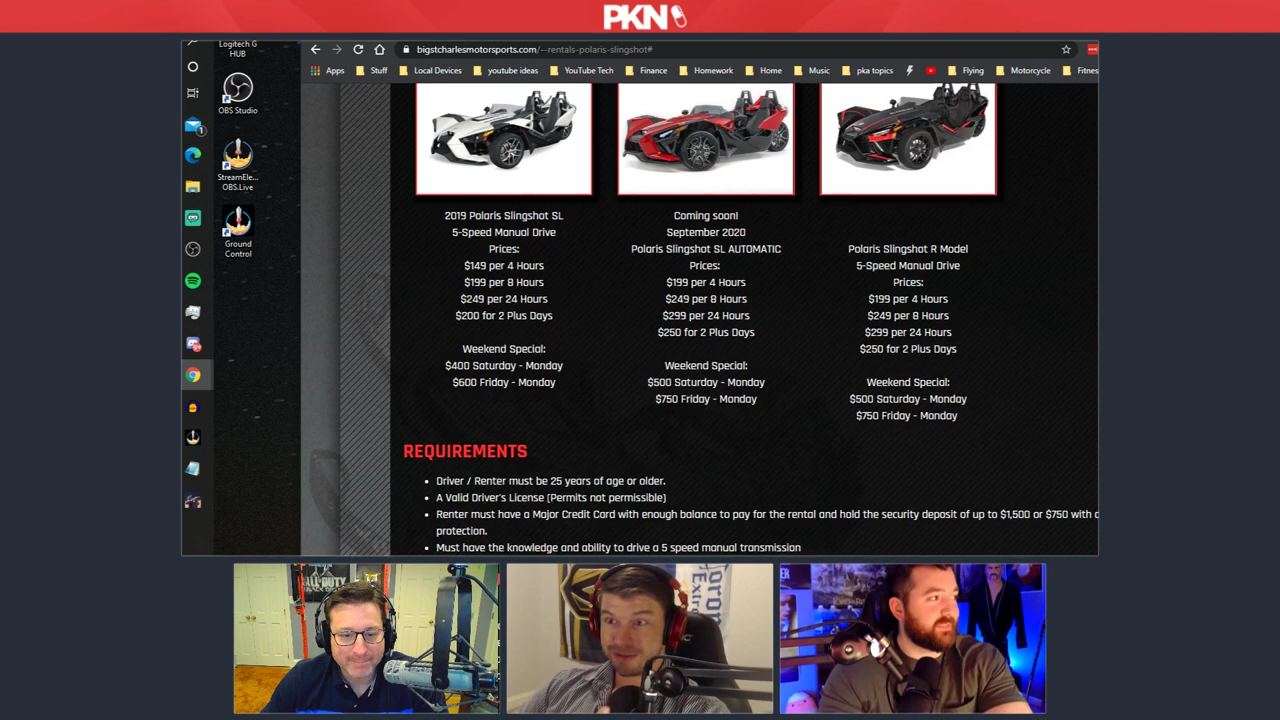 PKN
Logitech G
HUB
OBS Studio
StreamEle...
OBS.Live
Ground
Control
bigstcharlesmotorsports.com/--rentals-polaris-slingshot#
Apps
Stuff
Local Devices
youtube ideas
YouTube Tech
Finance
Homework
Home
Music
pka topics
Flying
Motorcycle
Fitnes
2019 Polaris Slingshot SL
5-Speed Manual Drive
Prices:
$149 per 4 Hours
$199 per 8 Hours
$249 per 24 Hours
$200 for 2 Plus Days
Weekend Special:
$400 Saturday - Monday
$600 Friday - Monday
Coming soon!
September 2020
Polaris Slingshot SL AUTOMATIC
Prices:
$199 per 4 Hours
$249 per 8 Hours
$299 per 24 Hours
$250 for 2 Plus Days
Weekend Special:
$500 Saturday - Monday
$750 Friday - Monday
Polaris Slingshot R Model
5-Speed Manual Drive
Prices:
$199 per 4 Hours
$249 per 8 Hours
$299 per 24 Hours
$250 for 2 Plus Days
Weekend Special:
$500 Saturday - Monday
$750 Friday - Monday
REQUIREMENTS
Driver / Renter must be 25 years of age or older.
A Valid Driver's License (Permits not permissible)
Renter must have a Major Credit Card with enough balance to pay for the rental and hold the security deposit of up to $1,500 or $750 with
protection.
Must have the knowledge and ability to drive a 5 speed manual transmission
CALL OF DUTY